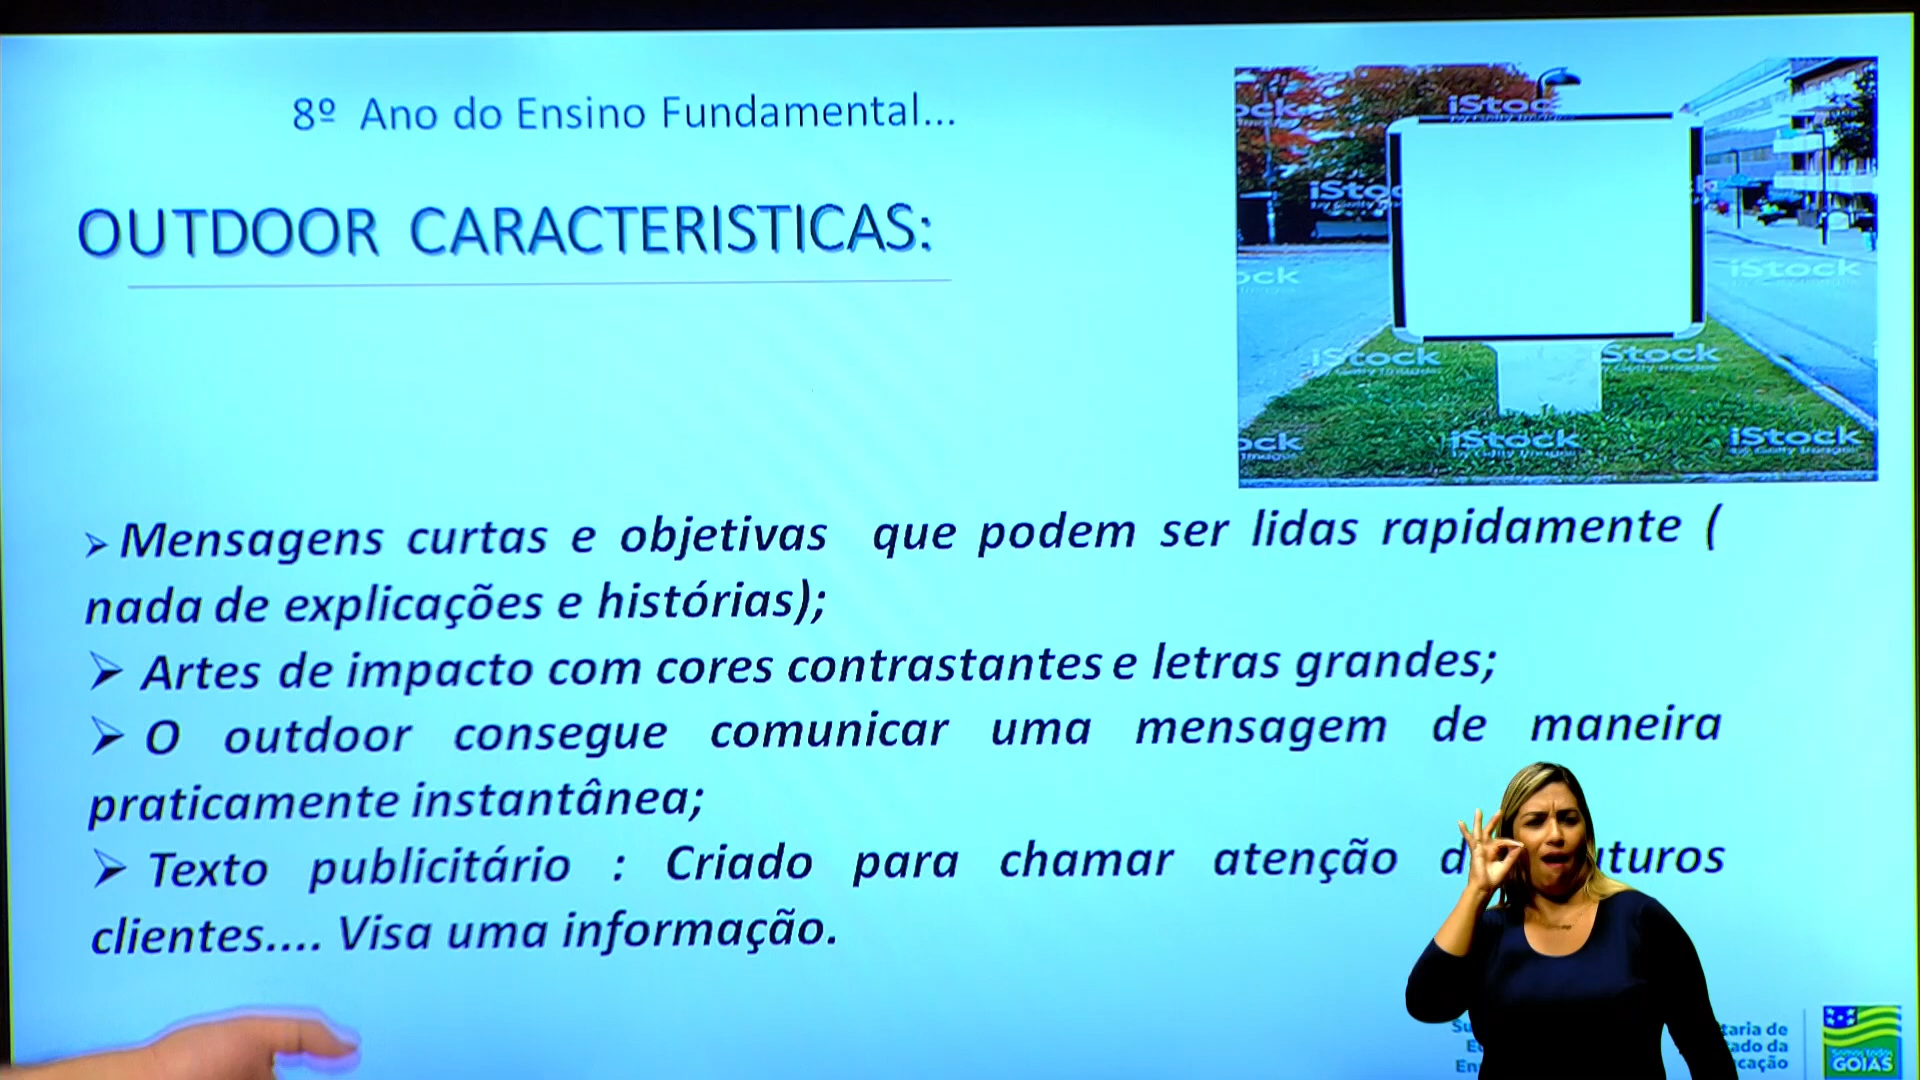 8º Ano do Ensino Fundamental...
OUTDOOR CARACTERISTICAS:
iStock
iStock
iStock
iStock
iStock
iStock
iStock
Mensagens curtas e objetivas que podem ser lidas rapidamente (
nada de explicações e histórias);
Artes de impacto com cores contrastantes e letras grandes;
O outdoor consegue comunicar uma mensagem de maneira
praticamente instantânea;
Texto publicitário : Criado para chamar atenção
clientes.... Visa uma informação.
GOIÁS